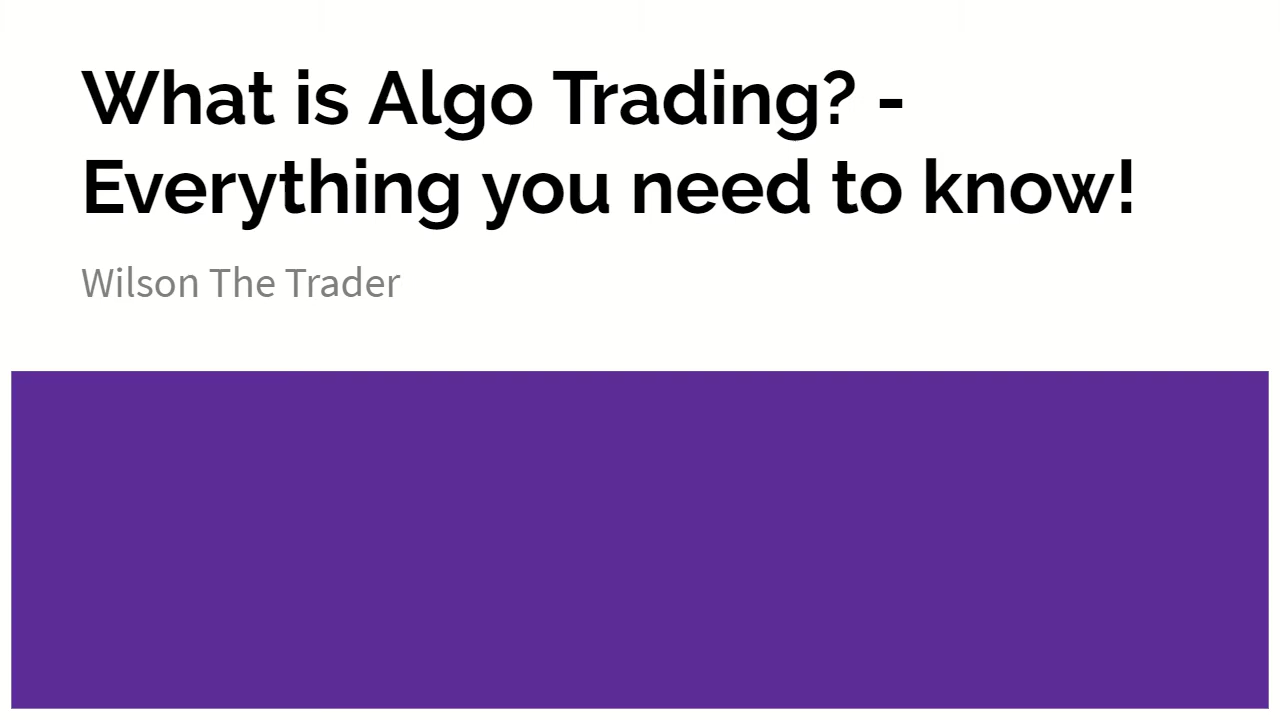 What is Algo Trading? -
Everything you need to know!
Wilson The Trader